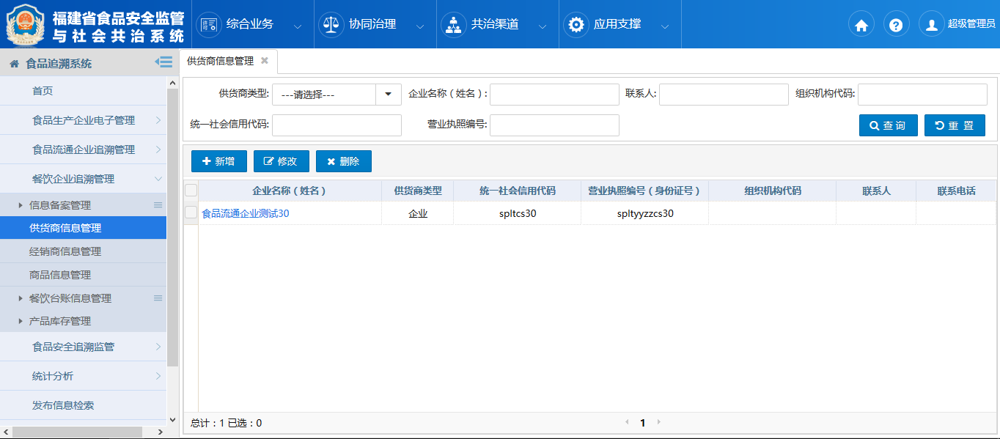 福建省食品安全监管
与社会共治系统
综合业务
协同治理
共治渠道
应用支撑
超级管理员
食品追溯系统
首页
食品生产企业电子管理
食品流通企业追溯管理
餐饮企业追溯管理
信息备案管理
供货商信息管理
经销商信息管理
商品信息管理
餐饮台账信息管理
产品库存管理
食品安全追溯监管
统计分析
发布信息检索
供货商信息管理
供货商类型: ---请选择--- 企业名称（姓名）: 联系人: 组织机构代码:
统一社会信用代码: 营业执照编号: 查 询 重 置
新增 修改 删除
企业名称（姓名） 供货商类型 统一社会信用代码 营业执照编号（身份证号） 组织机构代码 联系人 联系电话
食品流通企业测试30 企业 spltcs30 spltyyzzcs30
总计：1 已选：0 1